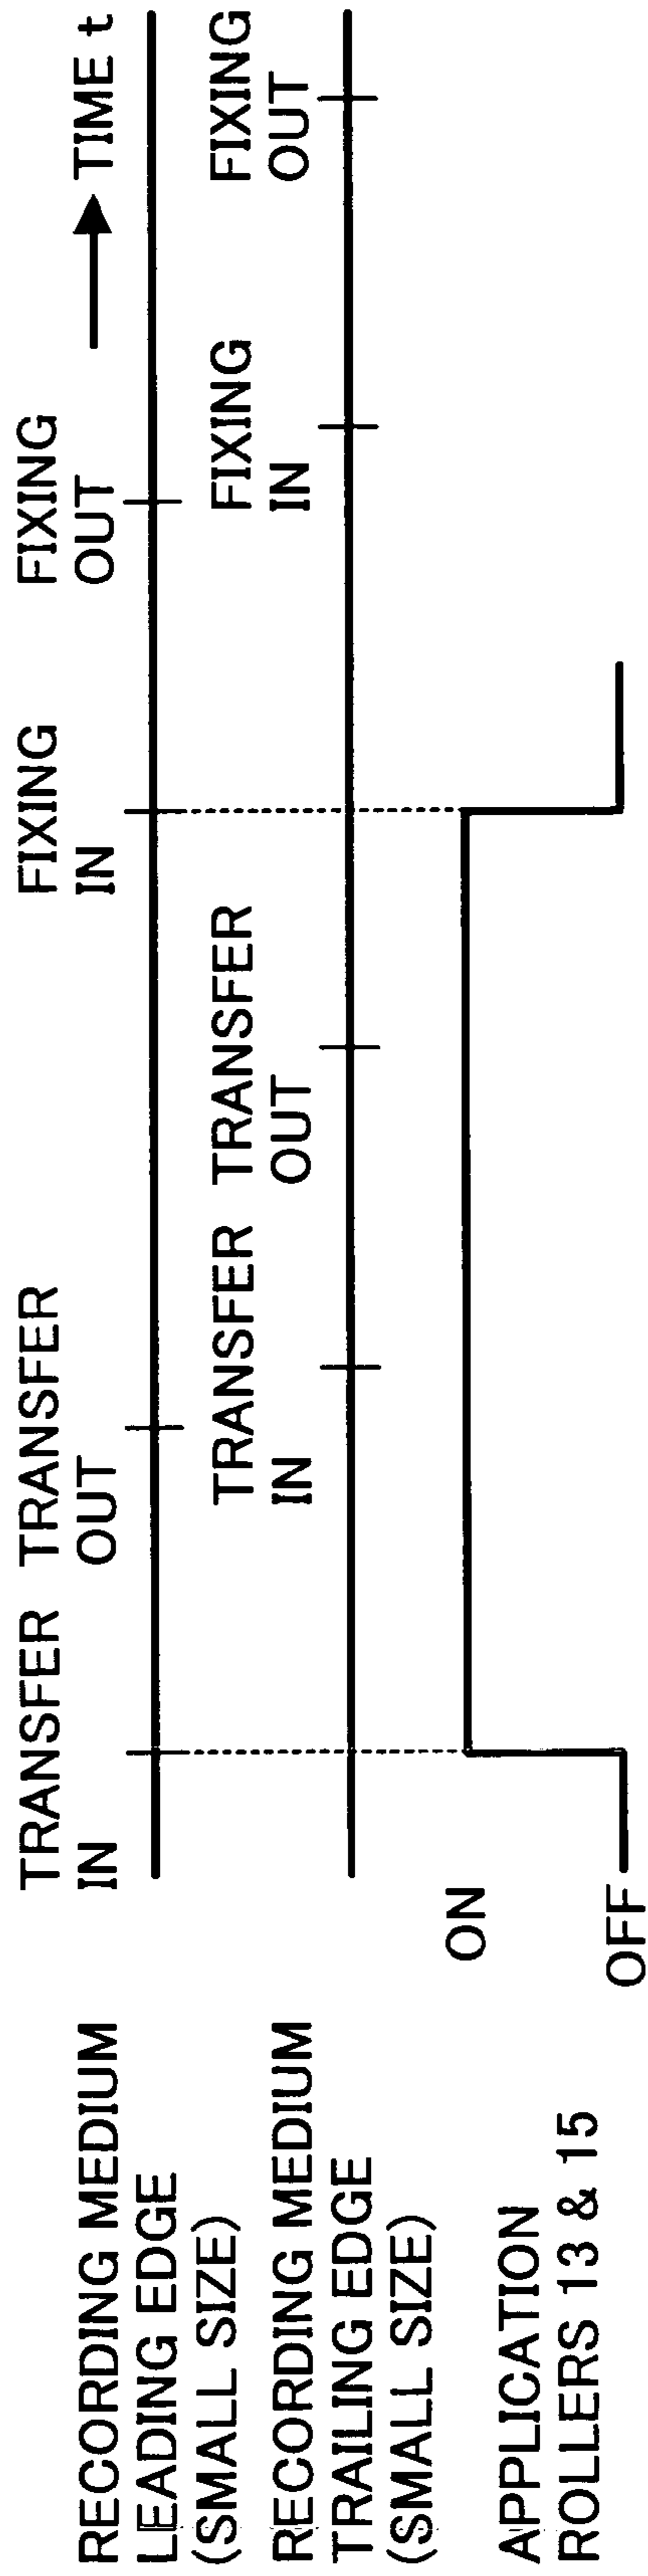 TIME t
TRANSFER
IN
TRANSFER
OUT
FIXING
IN
FIXING
OUT
RECORDING MEDIUM
LEADING EDGE
(SMALL SIZE)
TRANSFER
IN
TRANSFER
OUT
FIXING
IN
FIXING
OUT
RECORDING MEDIUM
TRAILING EDGE
(SMALL SIZE)
ON
OFF
APPLICATION
ROLLERS 13 & 15